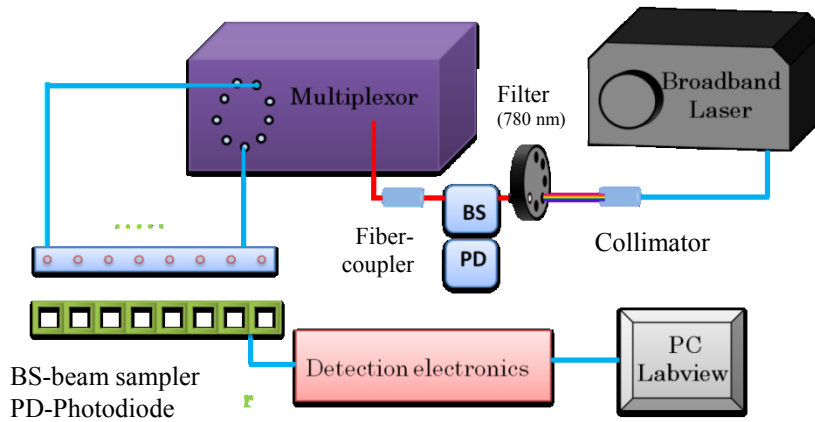 Multiplexor
Filter
(780 nm)
Broadband
Laser
BS
PD
Fiber-
coupler
Collimator
BS-beam sampler
PD-Photodiode
Detection electronics
PC
Labview